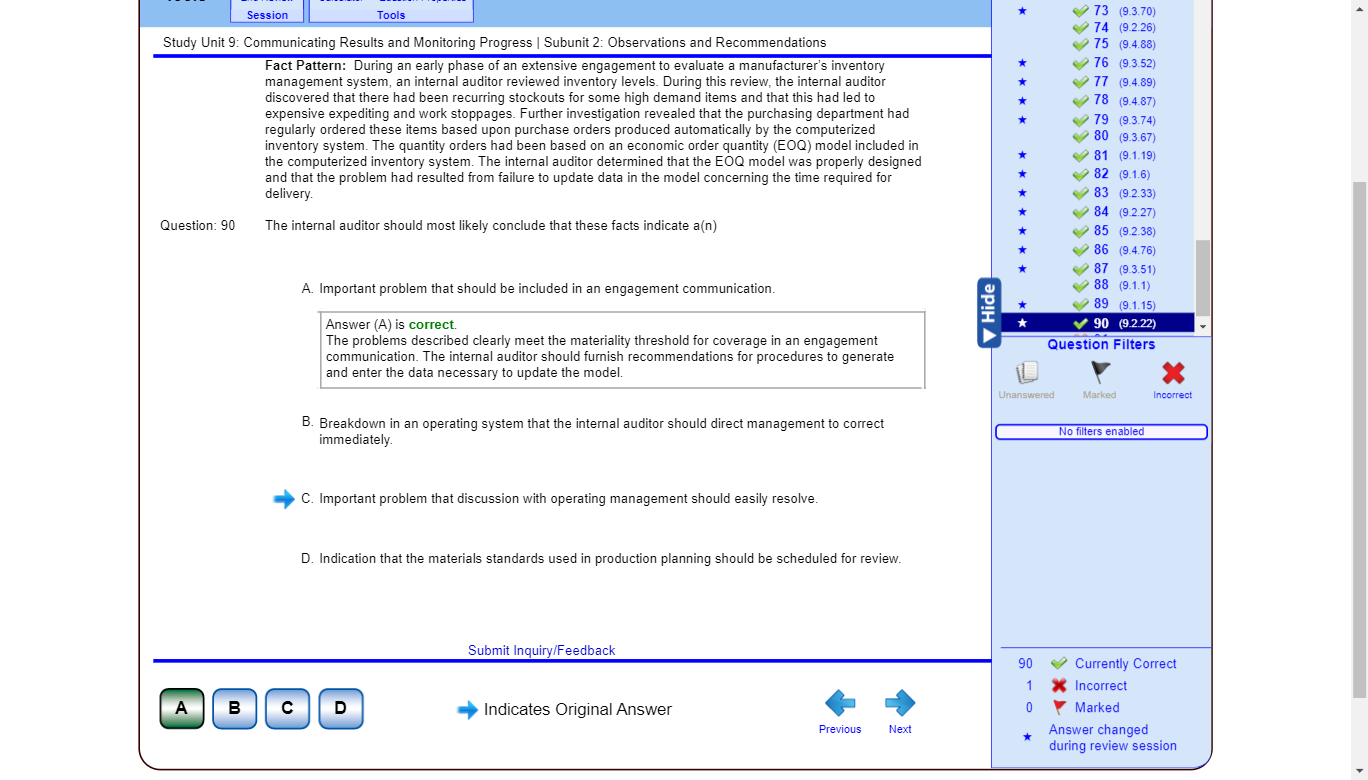 Session
Tools
Study Unit 9: Communicating Results and Monitoring Progress | Subunit 2: Observations and Recommendations
Fact Pattern: During an early phase of an extensive engagement to evaluate a manufacturer's inventory
management system, an internal auditor reviewed inventory levels. During this review, the internal auditor
discovered that there had been recurring stockouts for some high demand items and that this had led to
expensive expediting and work stoppages. Further investigation revealed that the purchasing department had
regularly ordered these items based upon purchase orders produced automatically by the computerized
inventory system. The quantity orders had been based on an economic order quantity (EOQ) model included in
the computerized inventory system. The internal auditor determined that the EOQ model was properly designed
and that the problem had resulted from failure to update data in the model concerning the time required for
delivery.
Question: 90 The internal auditor should most likely conclude that these facts indicate a(n)
A. Important problem that should be included in an engagement communication.
Answer (A) is correct.
The problems described clearly meet the materiality threshold for coverage in an engagement
communication. The internal auditor should furnish recommendations for procedures to generate
and enter the data necessary to update the model.
B. Breakdown in an operating system that the internal auditor should direct management to correct
immediately.
C. Important problem that discussion with operating management should easily resolve.
D. Indication that the materials standards used in production planning should be scheduled for review.
Submit Inquiry/Feedback
A B C D
Indicates Original Answer
Previous Next
73 (9.3.70)
74 (9.2.26)
75 (9.4.88)
76 (9.3.52)
77 (9.4.89)
78 (9.4.87)
79 (9.3.74)
80 (9.3.67)
81 (9.1.19)
82 (9.1.6)
83 (9.2.33)
84 (9.2.27)
85 (9.2.38)
86 (9.4.76)
87 (9.3.51)
88 (9.1.1)
89 (9.1.15)
90 (9.2.22)
Hide
Question Filters
Unanswered Marked Incorrect
No filters enabled
90 Currently Correct
1 Incorrect
0 Marked
Answer changed
during review session